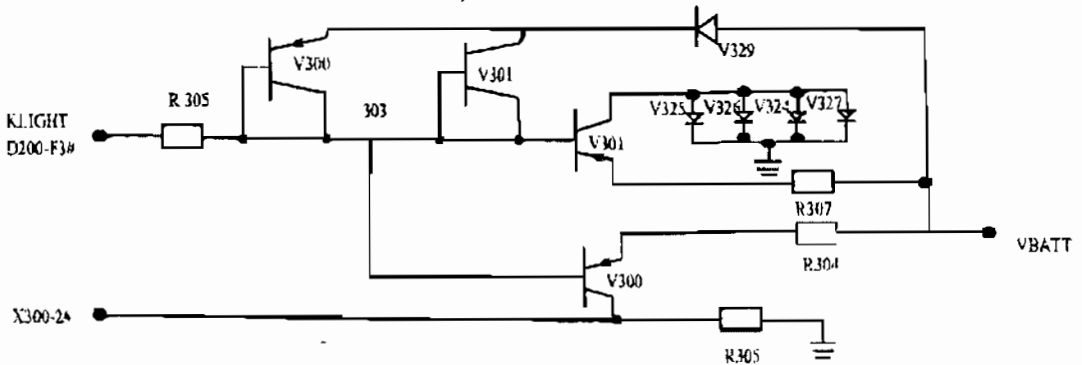 V329
V300
V301
R 305
303
V325 V326 V324 V327
KLIGHT
D200-F3#
V301
R307
VBATT
R304
V300
X300-24
R305